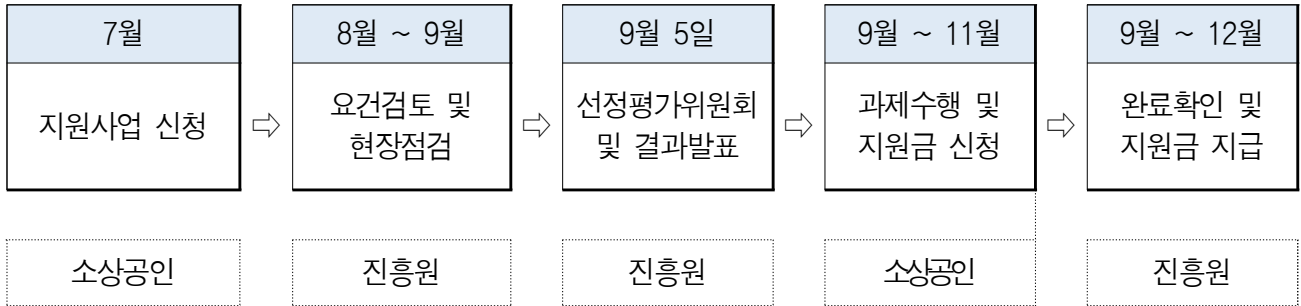 7월
8월 ~ 9월
9월 5일
9월 ~ 11월
9월 ~ 12월
지원사업 신청
⇨
요건검토 및
현장점검
⇨
선정평가위원회
및 결과발표
⇨
과제수행 및
지원금 신청
⇨
완료확인 및
지원금 지급
소상공인
진흥원
진흥원
소상공인
진흥원